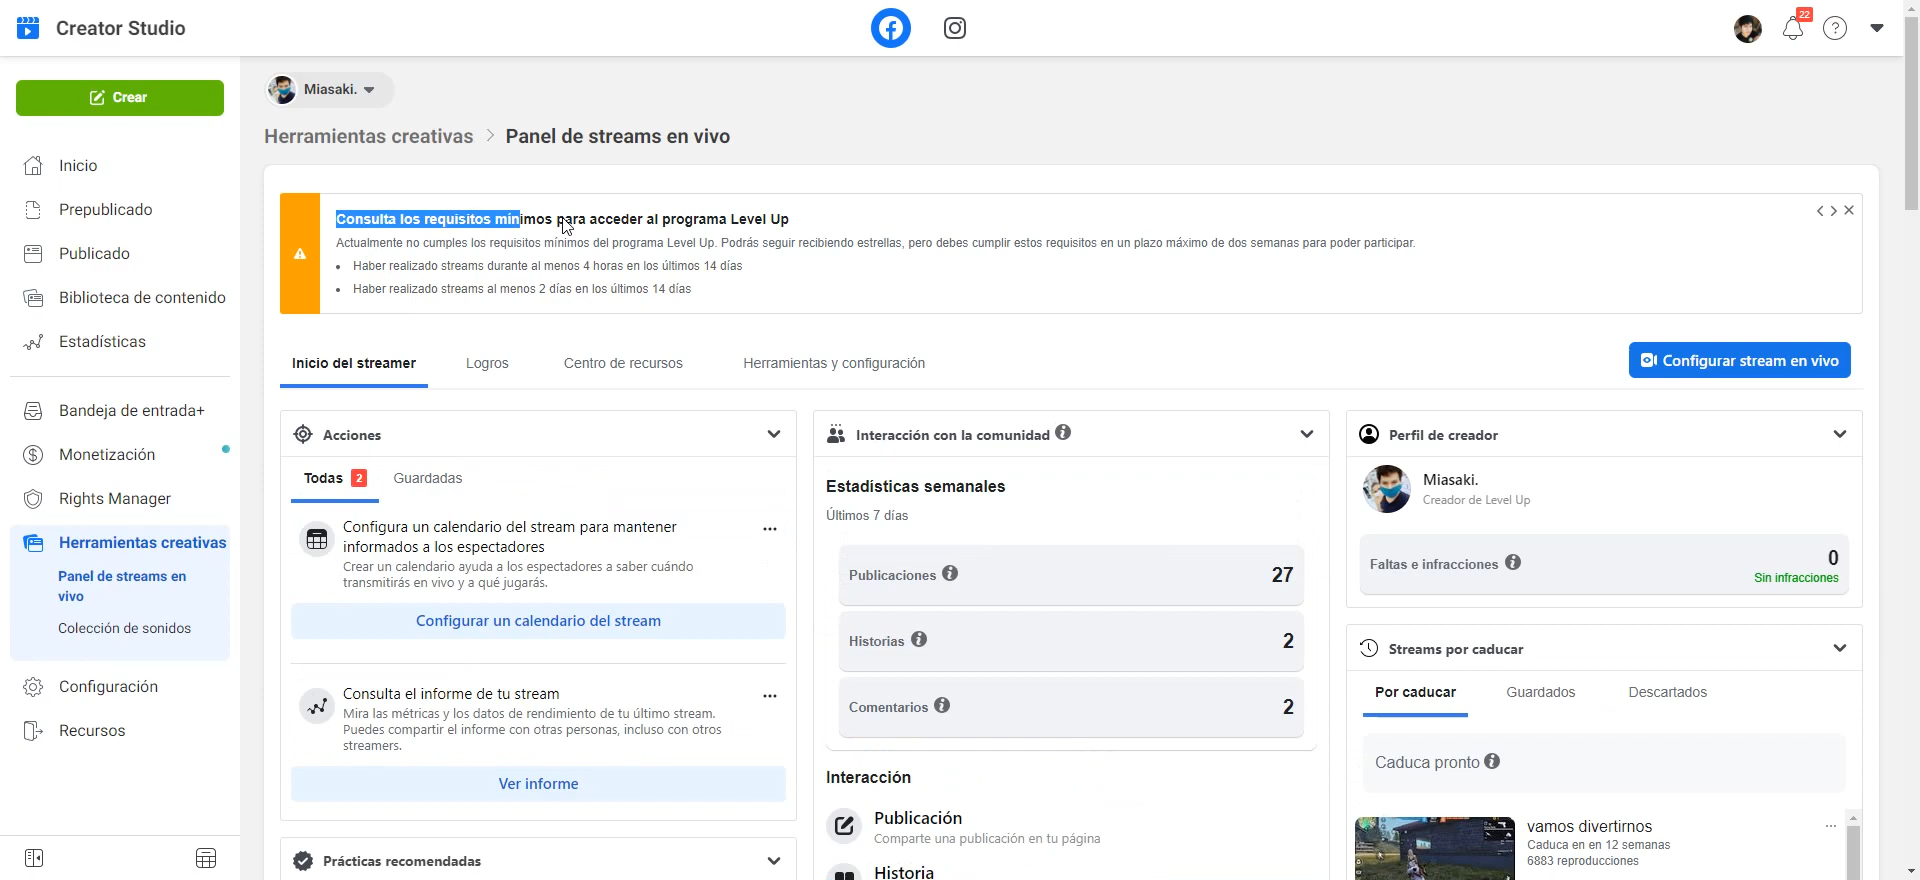 Creator Studio
22
Crear
Miasaki.
Herramientas creativas > Panel de streams en vivo
Inicio
Prepublicado
Publicado
Biblioteca de contenido
Estadísticas
Bandeja de entrada+
Monetización
Rights Manager
Herramientas creativas
Panel de streams en
vivo
Colección de sonidos
Configuración
Recursos
Consulta los requisitos mínimos para acceder al programa Level Up
Actualmente no cumples los requisitos mínimos del programa Level Up. Podrás seguir recibiendo estrellas, pero debes cumplir estos requisitos en un plazo máximo de dos semanas para poder participar.
• Haber realizado streams durante al menos 4 horas en los últimos 14 días
• Haber realizado streams al menos 2 días en los últimos 14 días
Inicio del streamer
Logros
Centro de recursos
Herramientas y configuración
Configurar stream en vivo
Acciones
Todas 2
Guardadas
Configura un calendario del stream para mantener
informados a los espectadores
Crear un calendario ayuda a los espectadores a saber cuándo
transmitirás en vivo y a qué jugarás.
Configurar un calendario del stream
Consulta el informe de tu stream
Mira las métricas y los datos de rendimiento de tu último stream.
Puedes compartir el informe con otras personas, incluso con otros
streamers.
Ver informe
Prácticas recomendadas
Interacción con la comunidad
Estadísticas semanales
Últimos 7 días
Publicaciones 27
Historias 2
Comentarios 2
Interacción
Publicación
Comparte una publicación en tu página
Historia
Perfil de creador
Miasaki.
Creador de Level Up
Faltas e infracciones 0
Sin infracciones
Streams por caducar
Por caducar
Guardados
Descartados
Caduca pronto
vamos divertirnos
Caduca en en 12 semanas
6883 reproducciones